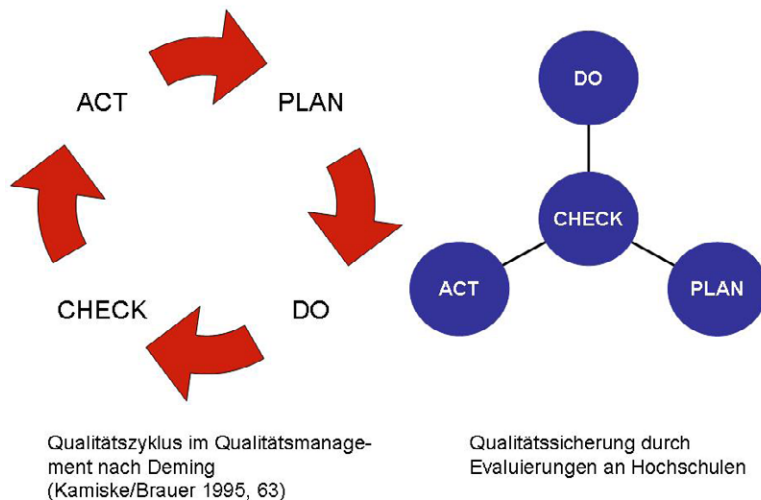 ACT
PLAN
CHECK
DO
DO
CHECK
ACT
PLAN
Qualitätszyklus im Qualitätsmanage-
ment nach Deming
(Kamiske/Brauer 1995, 63)
Qualitätssicherung durch
Evaluierungen an Hochschulen